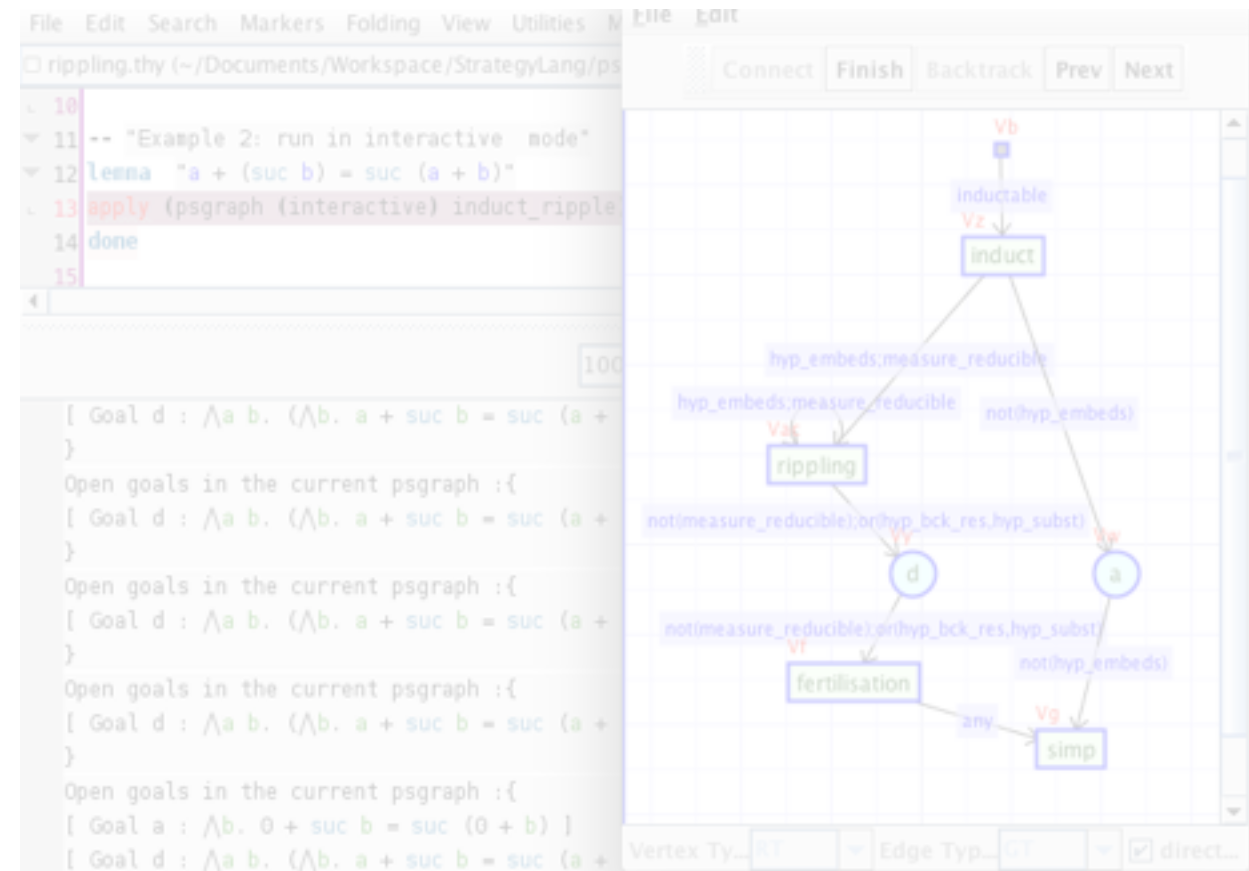 File Edit Search Markers Folding View Utilities M
rippling.thy (~/Documents/Workspace/StrategyLang/ps
10
11 -- "Example 2: run in interactive mode"
12 lemma "a + (suc b) = suc (a + b)"
13 apply (psgraph (interactive) induct_ripple)
14 done
15
100
[ Goal d : ⋀a b. (⋀b. a + suc b = suc (a +
}
Open goals in the current psgraph :{
[ Goal d : ⋀a b. (⋀b. a + suc b = suc (a +
}
Open goals in the current psgraph :{
[ Goal d : ⋀a b. (⋀b. a + suc b = suc (a +
}
Open goals in the current psgraph :{
[ Goal d : ⋀a b. (⋀b. a + suc b = suc (a +
}
Open goals in the current psgraph :{
[ Goal a : ⋀b. 0 + suc b = suc (0 + b) ]
[ Goal d : ⋀a b. (⋀b. a + suc b = suc (a +
File Edit
Connect Finish Backtrack Prev Next
Vb
inductable
Vz
induct
hyp_embeds;measure_reducible
hyp_embeds;measure_reducible
not(hyp_embeds)
rippling
not(measure_reducible);or(hyp_bck_res,hyp_subst)
Vy
Vw
d
a
not(measure_reducible);or(hyp_bck_res,hyp_subst)
Vf
not(hyp_embeds)
fertilisation
any
Vg
simp
Vertex Ty... RT Edge Typ... GT direct...